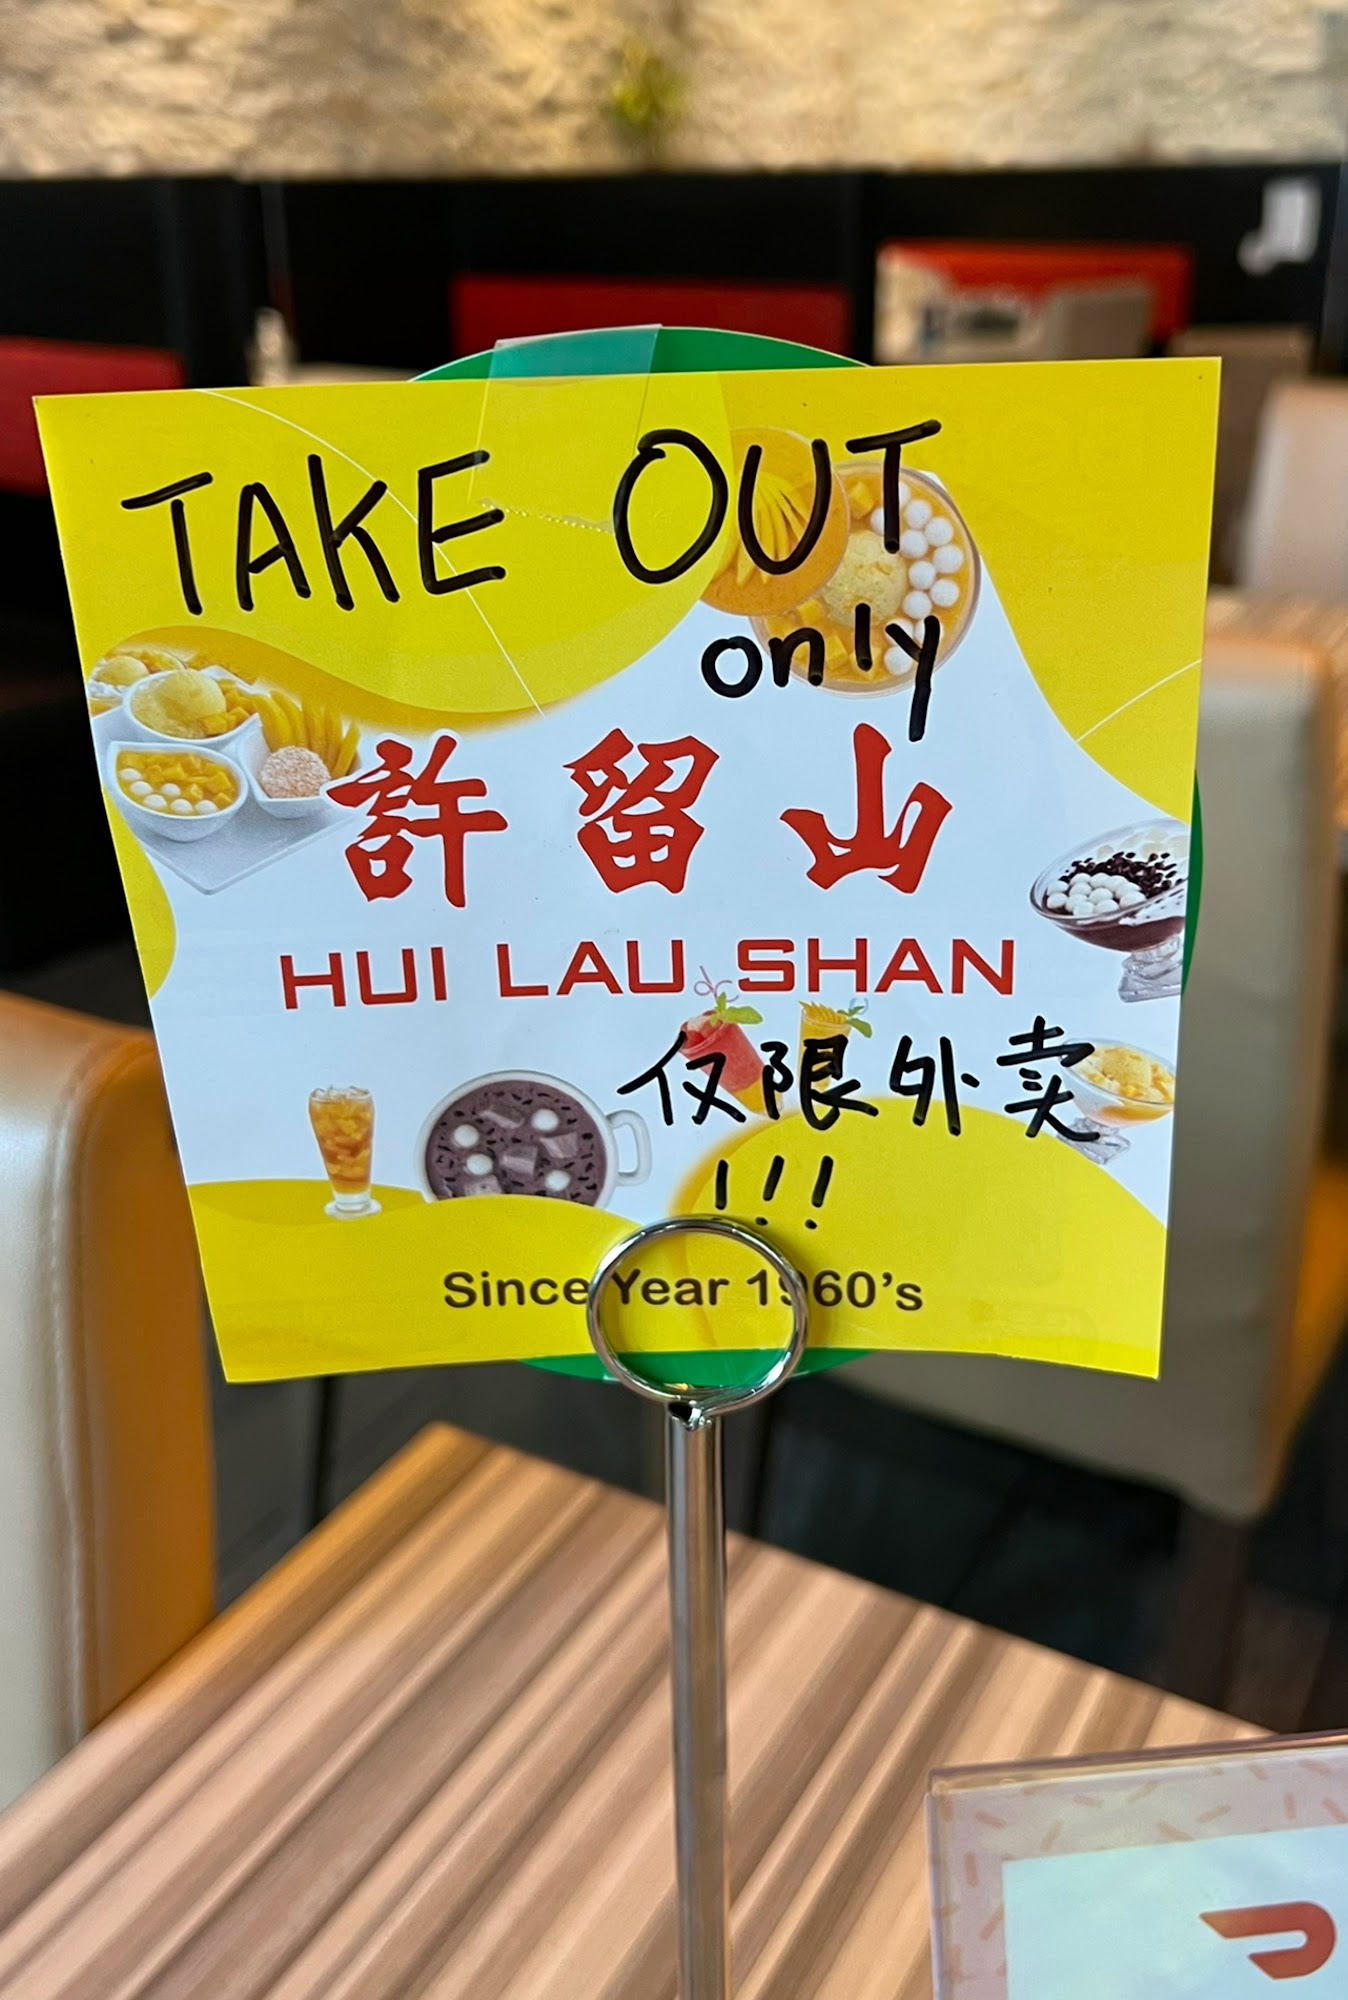 TAKE OUT
only
許留山
HUI LAU SHAN
仅限外卖
!!!
Since Year 1960's